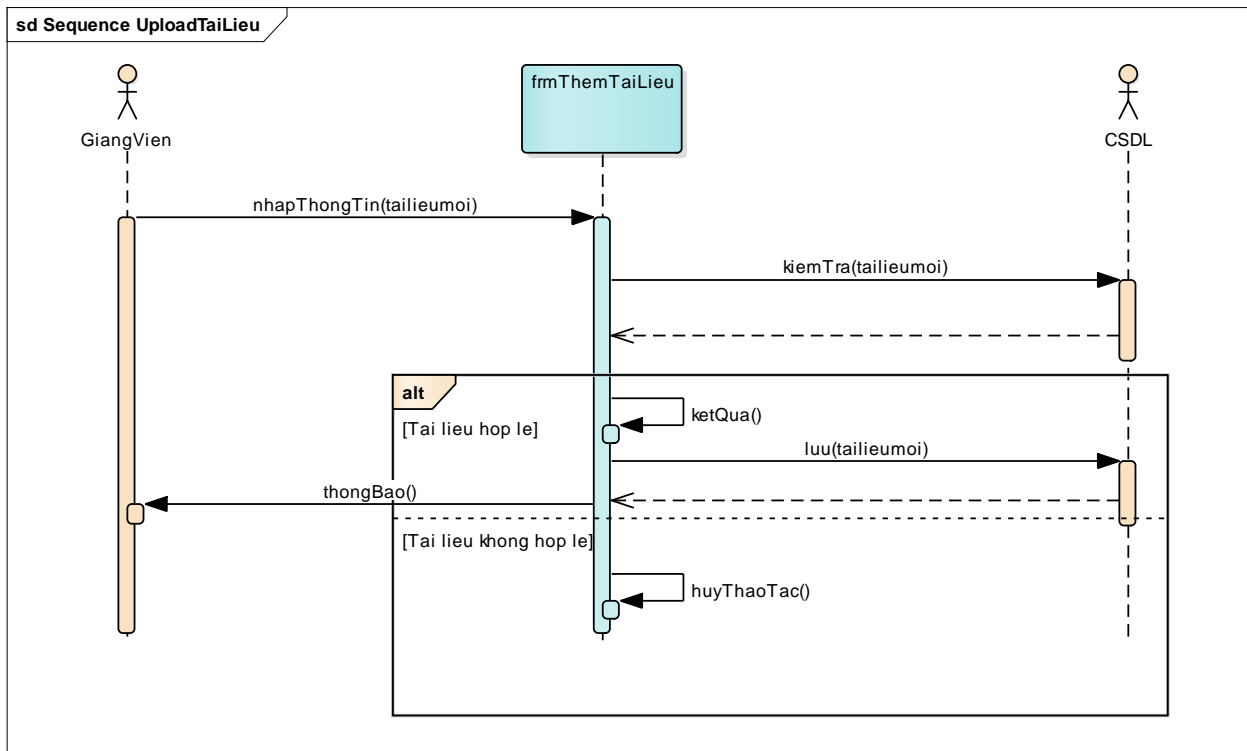 sd Sequence UploadTaiLieu
GiangVien
frmThemTaiLieu
CSDL
nhapThongTin(tailieumoi)
kiemTra(tailieumoi)
alt
[Tai lieu hop le]
ketQua()
luu(tailieumoi)
thongBao()
[Tai lieu khong hop le]
huyThaoTac()